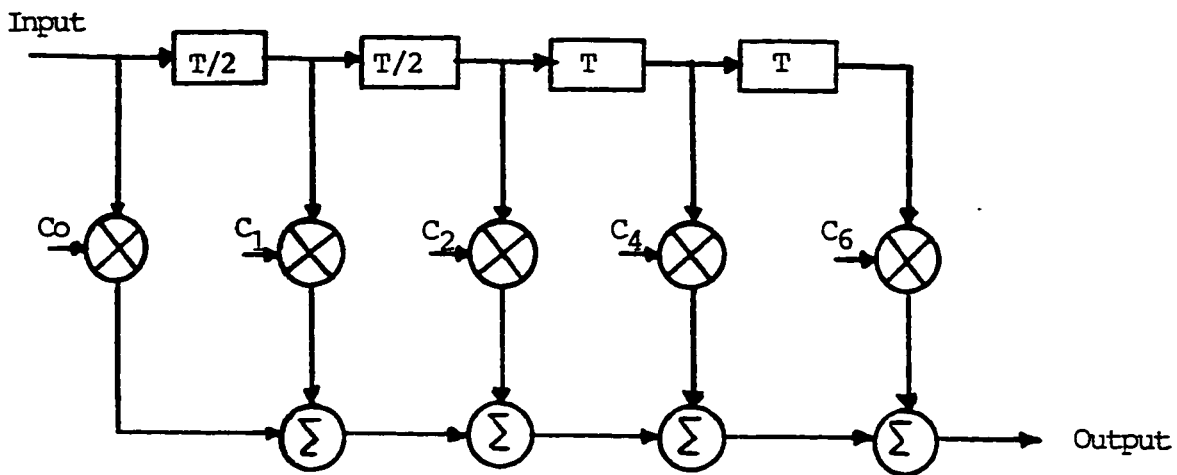 Input
T/2 T/2 T T
Co C1 C2 C4 C6
Σ Σ Σ Σ
Output